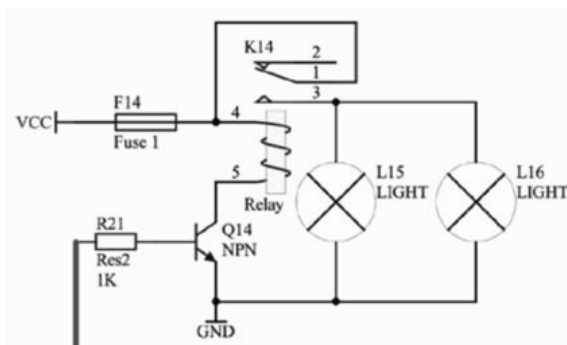 K14
2
1
3
F14
VCC
Fuse 1
4
5
Relay
L15
LIGHT
L16
LIGHT
R21
Res2
1K
Q14
NPN
GND